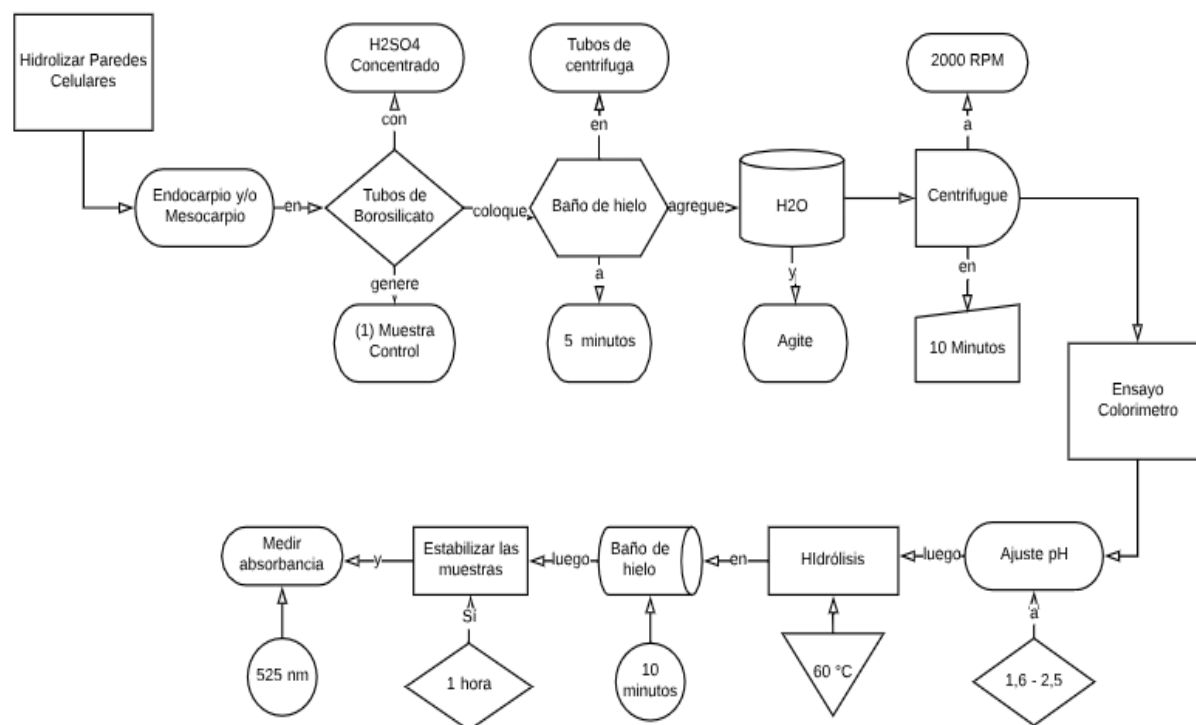 Hidrolizar Paredes
Celulares
H2SO4
Concentrado
con
Endocarpio y/o
Mesocarpio
en
Tubos de
Borosilicato
genere
(1) Muestra
Control
coloque
Tubos de
centrifuga
en
Baño de hielo
a
5 minutos
agregue
H2O
y
Agite
2000 RPM
a
Centrifugue
en
10 Minutos
Ensayo
Colorimetro
Ajuste pH
a
1,6 - 2,5
luego
HIdrólisis
60 °C
en
Baño de
hielo
10
minutos
luego
Estabilizar las
muestras
Si
1 hora
y
Medir
absorbancia
525 nm